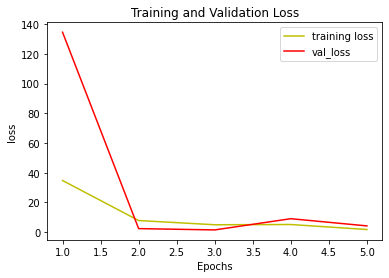 Training and Validation Loss
training loss
val_loss
loss
140
120
100
80
60
40
20
0
1.0 1.5 2.0 2.5 3.0 3.5 4.0 4.5 5.0
Epochs